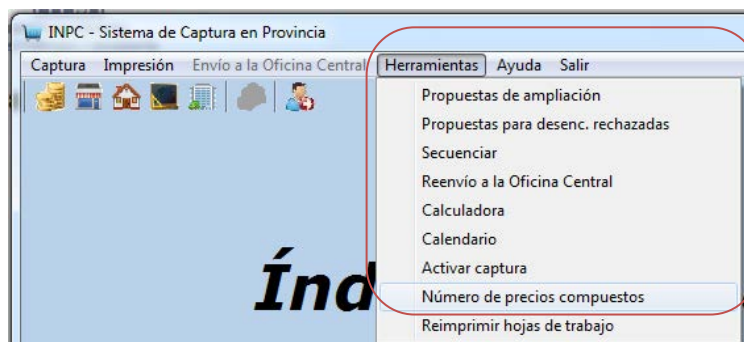 INPC - Sistema de Captura en Provincia
Captura Impresión Envío a la Oficina Central Herramientas Ayuda Salir
Propuestas de ampliación
Propuestas para desenc. rechazadas
Secuenciar
Reenvío a la Oficina Central
Calculadora
Calendario
Activar captura
Índ
Número de precios compuestos
Reimprimir hojas de trabajo